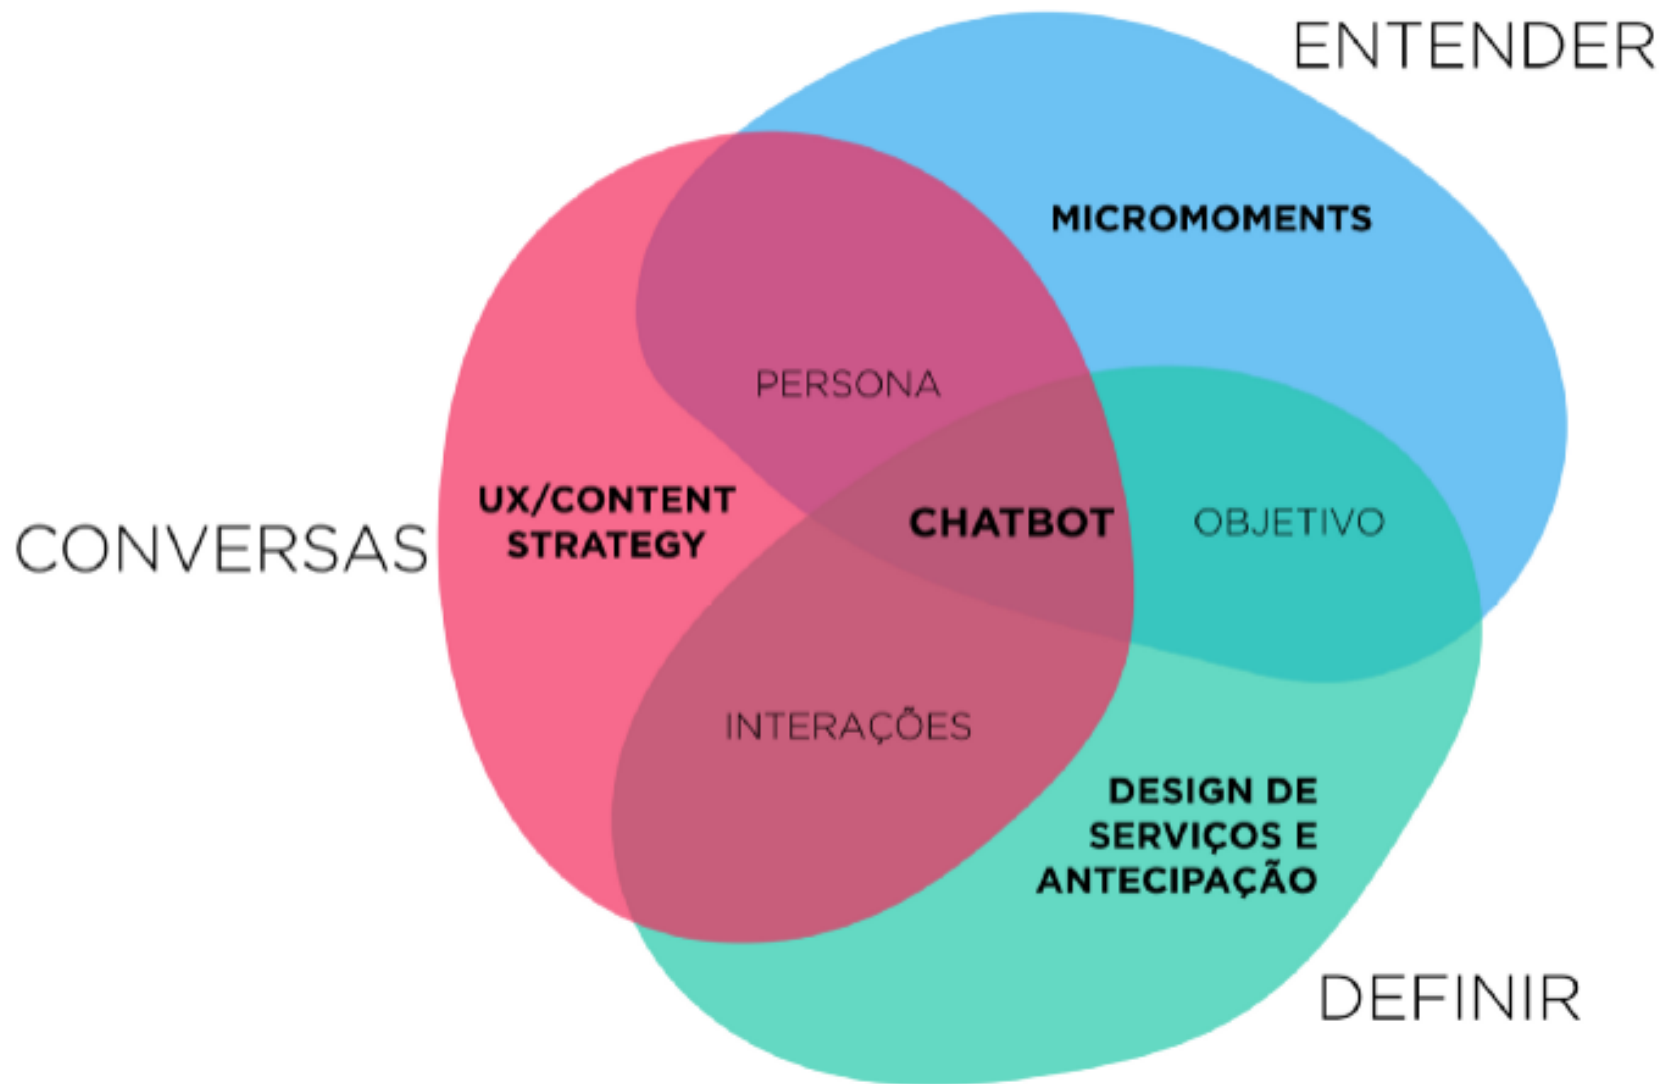 ENTENDER
MICROMOMENTS
PERSONA
UX/CONTENT
STRATEGY
CONVERSAS
CHATBOT
OBJETIVO
INTERAÇÕES
DESIGN DE
SERVIÇOS E
ANTECIPAÇÃO
DEFINIR